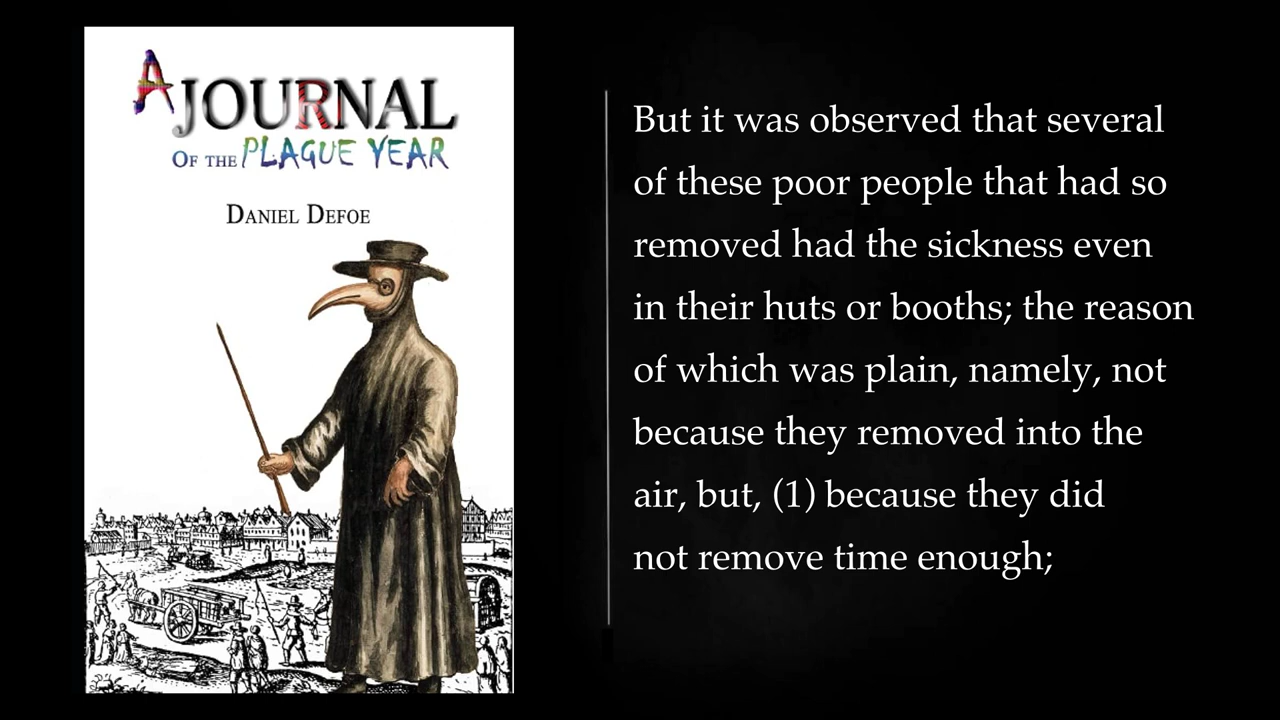 A JOURNAL
OF THE PLAGUE YEAR
DANIEL DEFOE
But it was observed that several
of these poor people that had so
removed had the sickness even
in their huts or booths; the reason
of which was plain, namely, not
because they removed into the
air, but, (1) because they did
not remove time enough;